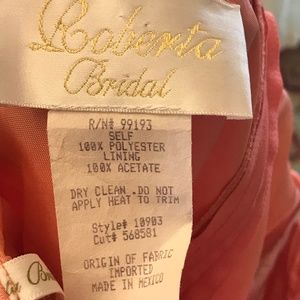 Roberta
Bridal
R/N# 99193
SELF
100% POLYESTER
LINING
100% ACETATE
DRY CLEAN .DO NOT
APPLY HEAT TO TRIM
Style# 10903
Cut# 568581
ORIGIN OF FABRIC
IMPORTED
MADE IN MEXICO